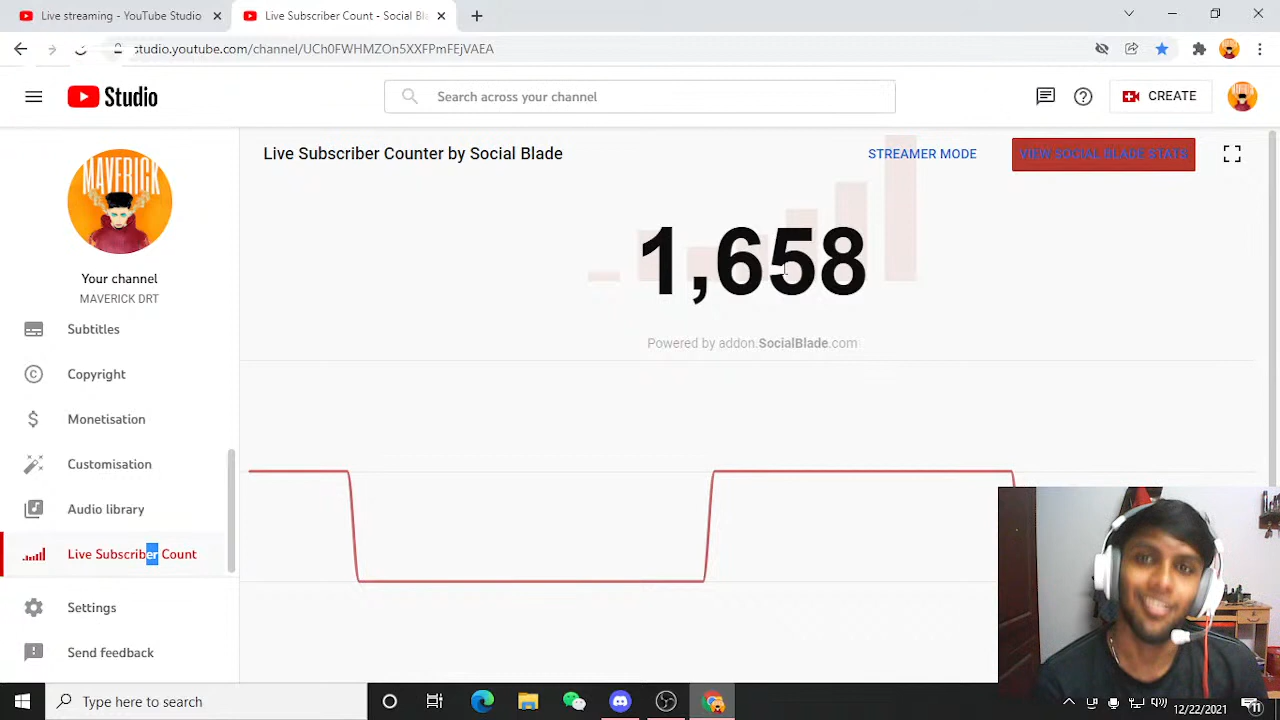 Live streaming - YouTube
Live Subscriber Count - Social Bl
studio.youtube.com/channel/UCh0FWHMZOn5XXFPmFEjVAEA
Studio
Search across your channel
CREATE
MAVERICK
Your channel
MAVERICK DRT
Subtitles
Copyright
Monetisation
Customisation
Audio library
Live Subscriber Count
Settings
Send feedback
Live Subscriber Counter by Social Blade
STREAMER MODE
VIEW SOCIAL BLADE STATS
1,658
Powered by addon.SocialBlade.com
Type here to search
12/22/2021